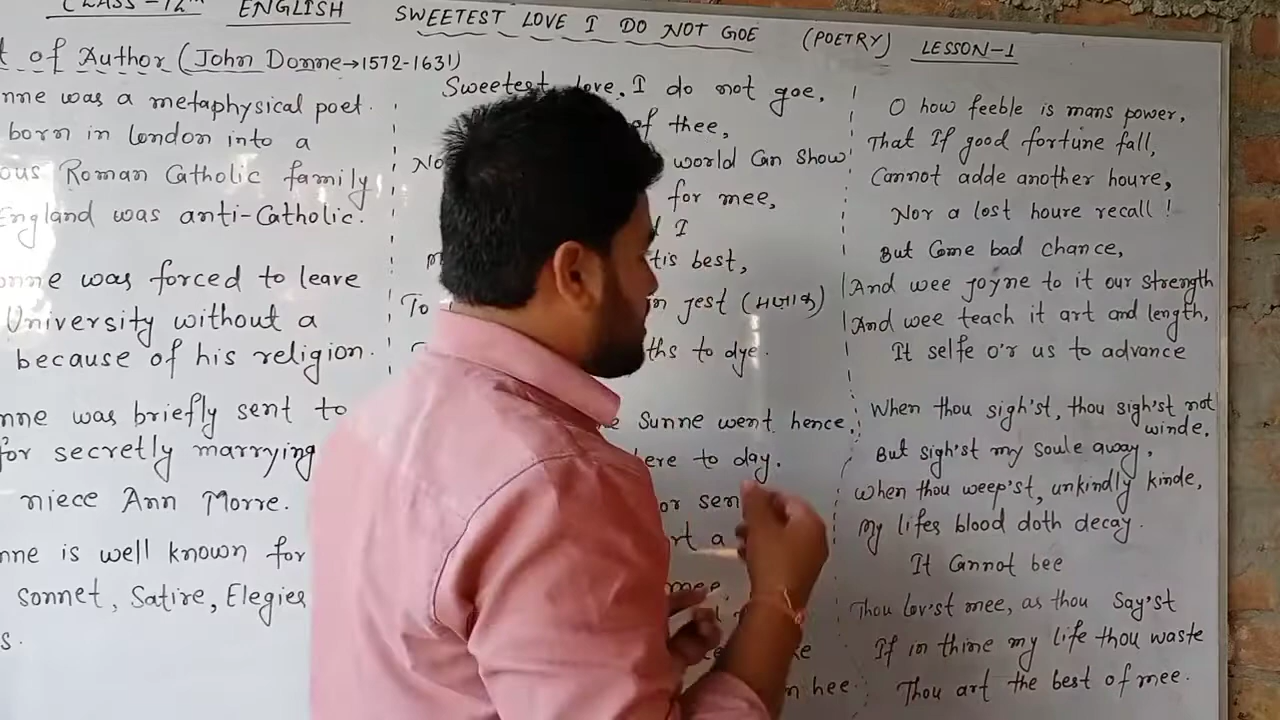 CLASS-12th ENGLISH SWEETEST LOVE I DO NOT GOE (POETRY) LESSON-1
of Author (John Donne→1572-1631)
nne was a metaphysical poet.
born in london into a
ous Roman Catholic family
England was anti-Catholic.
onne was forced to leave
University without a
because of his religion.
nne was briefly sent to
for secretly marrying
niece Ann Morre.
nne is well known for
Sonnet, Satire, Elegies
s.
Sweetest love, I do not goe,
of thee,
No world Can Show
for mee,
I
tis best,
To in jest (મજાક)
ths to dye.
Sunne went hence,
ere to day.
or sen
rt a
mee,
ke
n hee.
O how feeble is mans power,
That If good fortune fall,
Cannot adde another houre,
Nor a lost houre recall!
But Come bad chance,
And wee joyne to it our strength
And wee teach it art and length,
It selfe o'r us to advance
When thou sigh'st, thou sigh'st not
winde,
But sigh'st my soule away,
When thou weep'st, unkindly kinde,
my lifes blood doth decay.
It Cannot bee
Thou lov'st mee, as thou Say'st
If in thine my life thou waste
Thou art the best of mee.